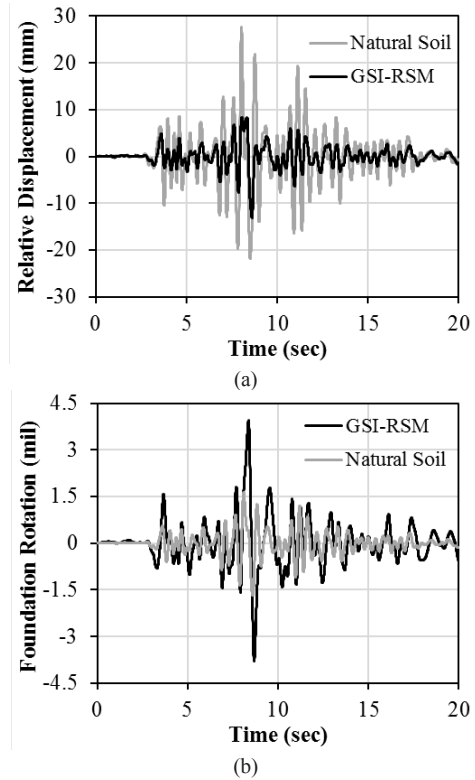 Relative Displacement (mm)
30
20
10
0
-10
-20
-30
Natural Soil
GSI-RSM
0
5
10
15
20
Time (sec)
(a)
Foundation Rotation (mil)
4.5
3
1.5
0
-1.5
-3
-4.5
GSI-RSM
Natural Soil
0
5
10
15
20
Time (sec)
(b)